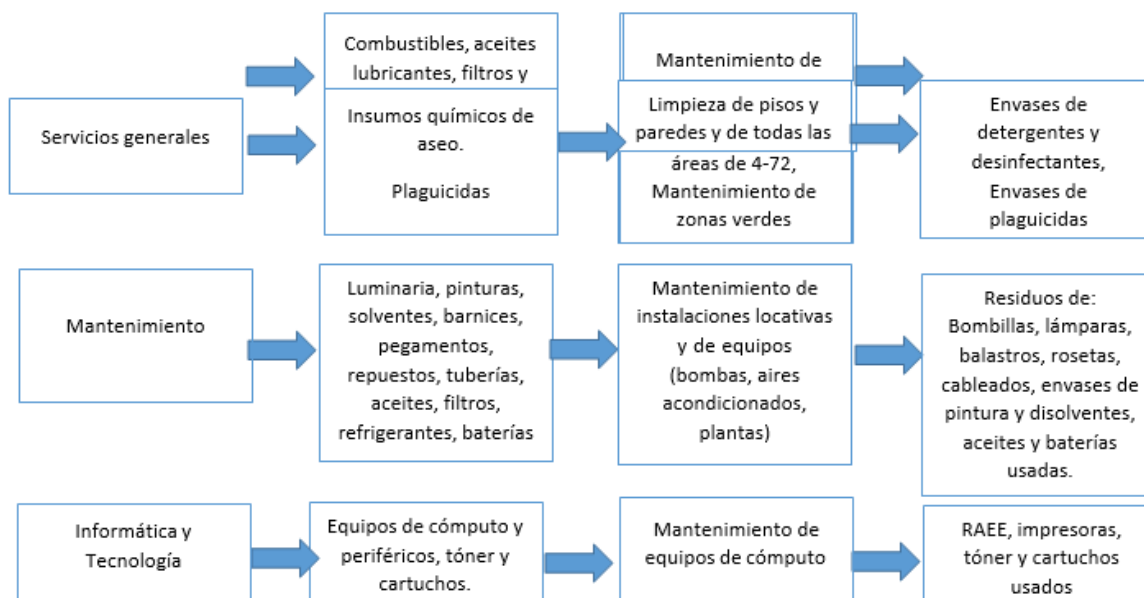 Servicios generales
Combustibles, aceites
lubricantes, filtros y
Insumos químicos de
aseo.
Plaguicidas
Mantenimiento de
Limpieza de pisos y
paredes y de todas las
áreas de 4-72,
Mantenimiento de
zonas verdes
Envases de
detergentes y
desinfectantes,
Envases de
plaguicidas
Mantenimiento
Luminaria, pinturas,
solventes, barnices,
pegamentos,
repuestos, tuberías,
aceites, filtros,
refrigerantes, baterías
Mantenimiento de
instalaciones locativas
y de equipos
(bombas, aires
acondicionados,
plantas)
Residuos de:
Bombillas, lámparas,
balastros, rosetas,
cableados, envases de
pintura y disolventes,
aceites y baterías
usadas.
Informática y
Tecnología
Equipos de cómputo y
periféricos, tóner y
cartuchos.
Mantenimiento de
equipos de cómputo
RAEE, impresoras,
tóner y cartuchos
usados